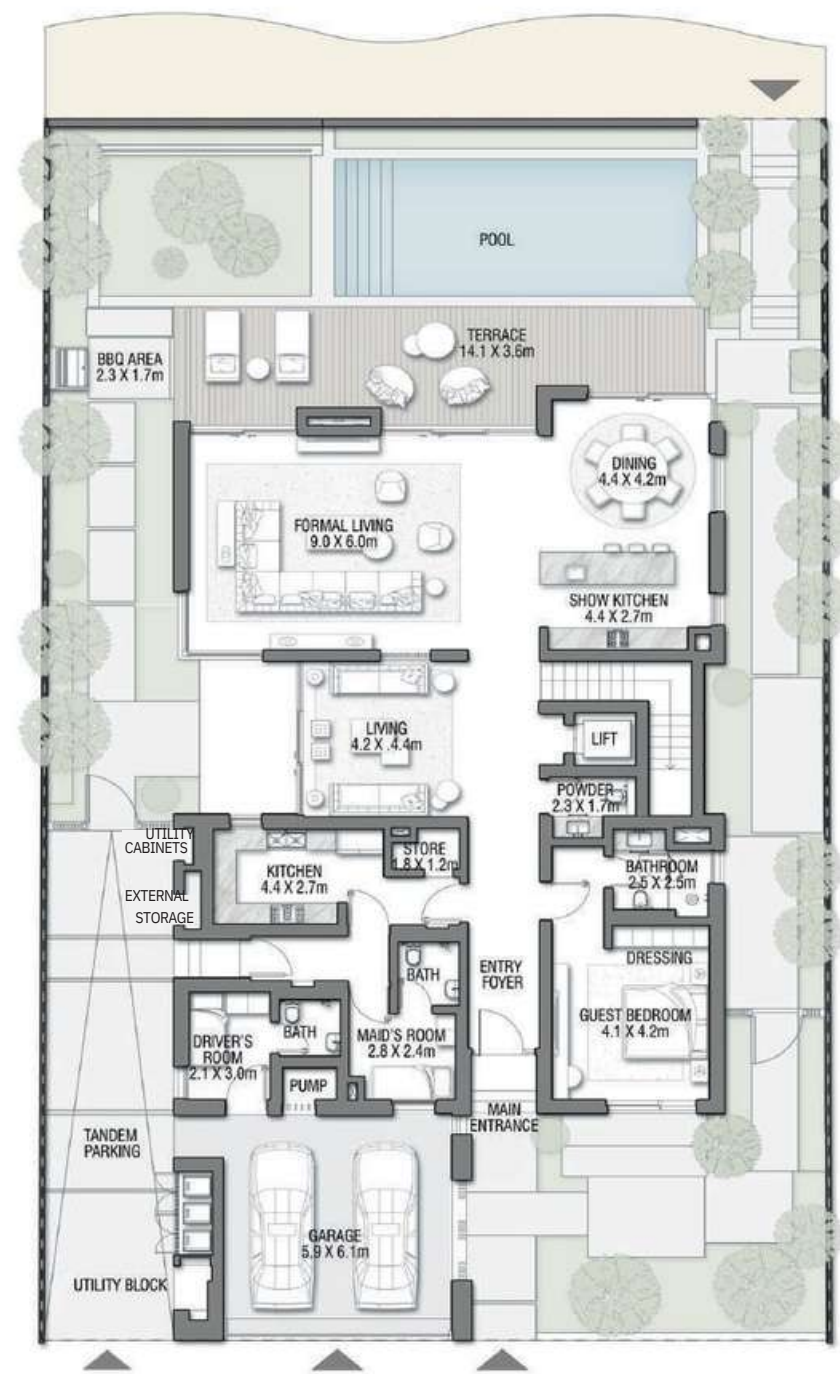 POOL
TERRACE
14.1 X 3.6m
BBQ AREA
2.3 X 1.7m
DINING
4.4 X 4.2m
FORMAL LIVING
9.0 X 6.0m
SHOW KITCHEN
4.4 X 2.7m
LIVING
4.2 X .4.4m
LIFT
POWDER
2.3 X 1.7m
UTILITY
CABINETS
STORE
1.8 X 1.2m
KITCHEN
4.4 X 2.7m
BATHROOM
2.5 X 2.5m
EXTERNAL
STORAGE
DRESSING
BATH
ENTRY
FOYER
GUEST BEDROOM
4.1 X 4.2m
DRIVER'S
ROOM
2.1 X 3.0m
BATH
MAID'S ROOM
2.8 X 2.4m
PUMP
MAIN
ENTRANCE
TANDEM
PARKING
GARAGE
5.9 X 6.1m
UTILITY BLOCK